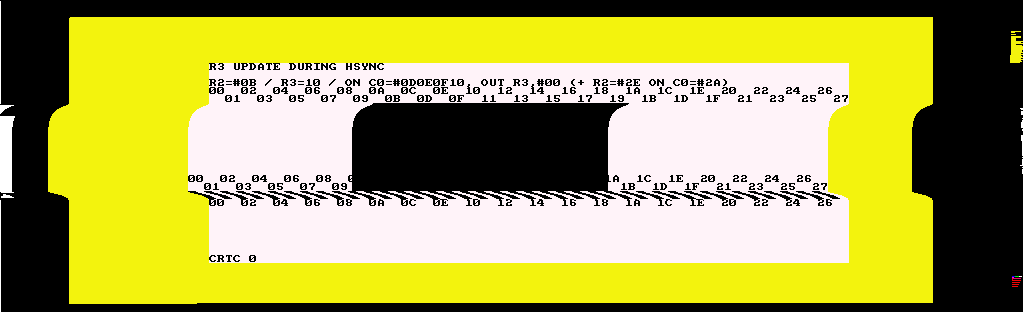 R3 UPDATE DURING HSYNC
R2=#0B / R3=10 / ON C0=#0D0E0F10, OUT R3,#00 (+ R2=#2E ON C0=#2A)
00 02 04 06 08 0A 0C 0E 10 12 14 16 18 1A 1C 1E 20 22 24 26
01 03 05 07 09 0B 0D 0F 11 13 15 17 19 1B 1D 1F 21 23 25 27
00 02 04 06 08 1C 1E 20 22 24 26
01 03 05 07 09 1B 1D 1F 21 23 25 27
00 02 04 06 08 0A 0C 0E 10 12 14 16 18 1A 1C 1E 20 22 24 26
CRTC 0